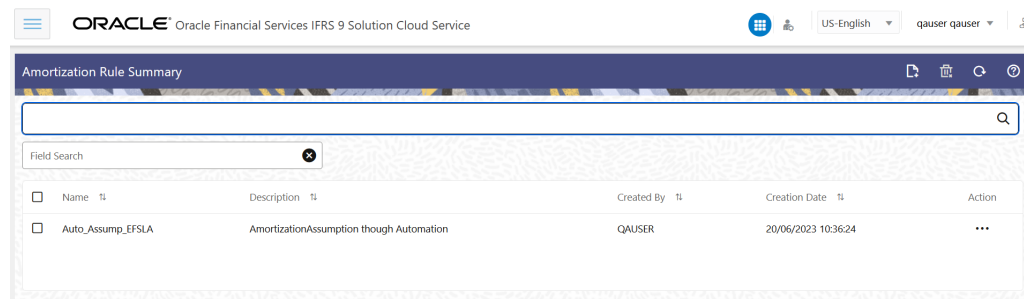 ORACLE Oracle Financial Services IFRS 9 Solution Cloud Service US-English qauser qauser
Amortization Rule Summary
Field Search
Name Description Created By Creation Date Action
Auto_Assump_EFSLA AmortizationAssumption though Automation QAUSER 20/06/2023 10:36:24 ...